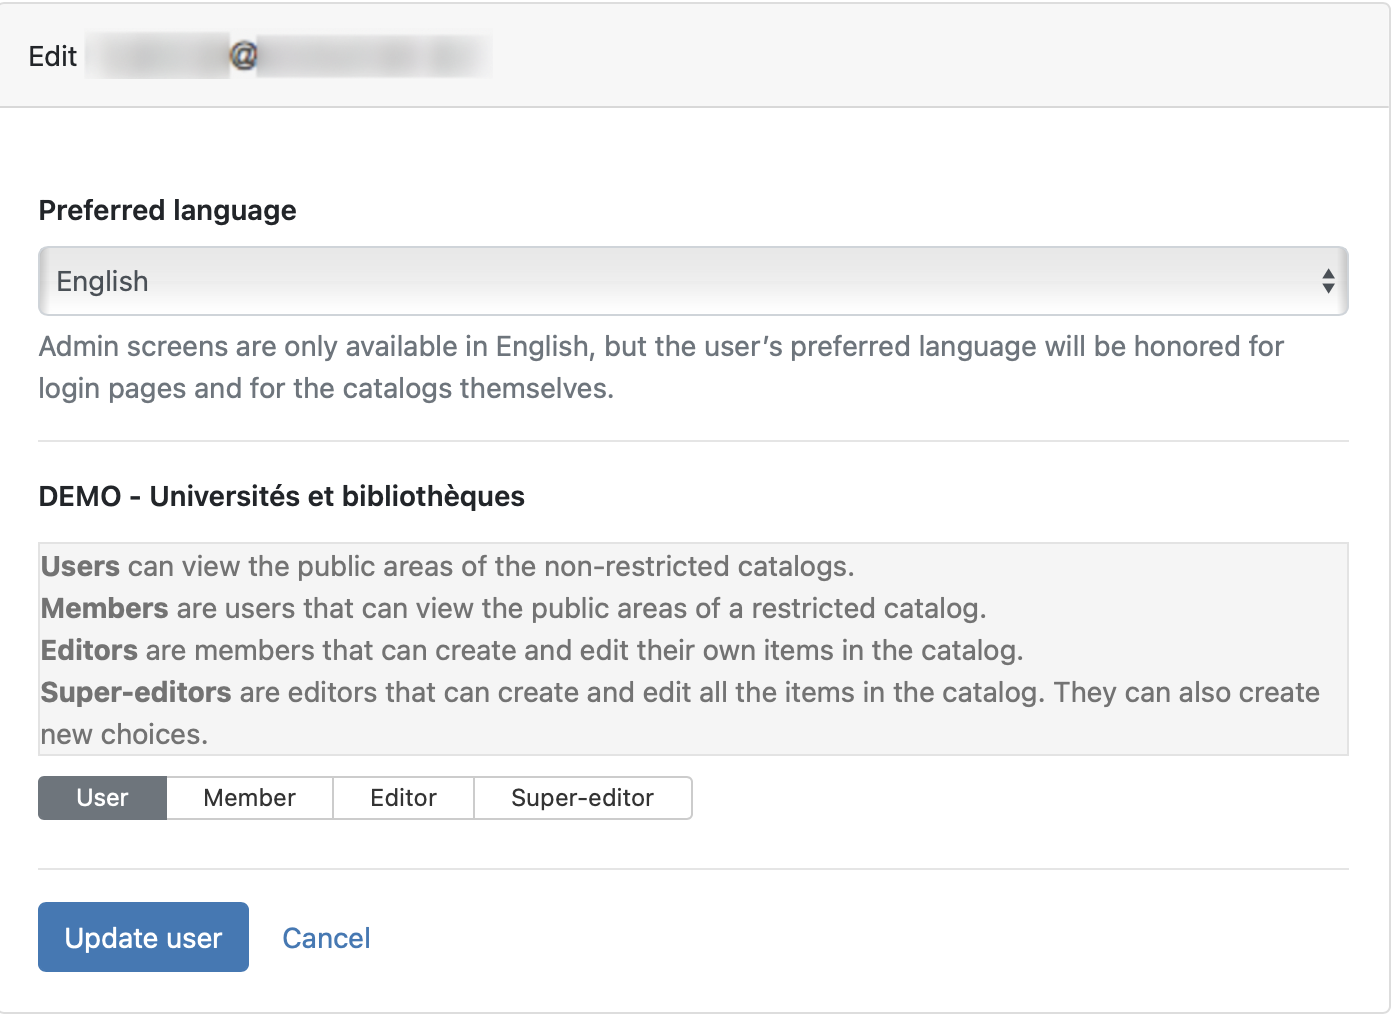 Edit @
Preferred language
English
Admin screens are only available in English, but the user’s preferred language will be honored for
login pages and for the catalogs themselves.
DEMO - Universités et bibliothèques
Users can view the public areas of the non-restricted catalogs.
Members are users that can view the public areas of a restricted catalog.
Editors are members that can create and edit their own items in the catalog.
Super-editors are editors that can create and edit all the items in the catalog. They can also create
new choices.
User Member Editor Super-editor
Update user Cancel